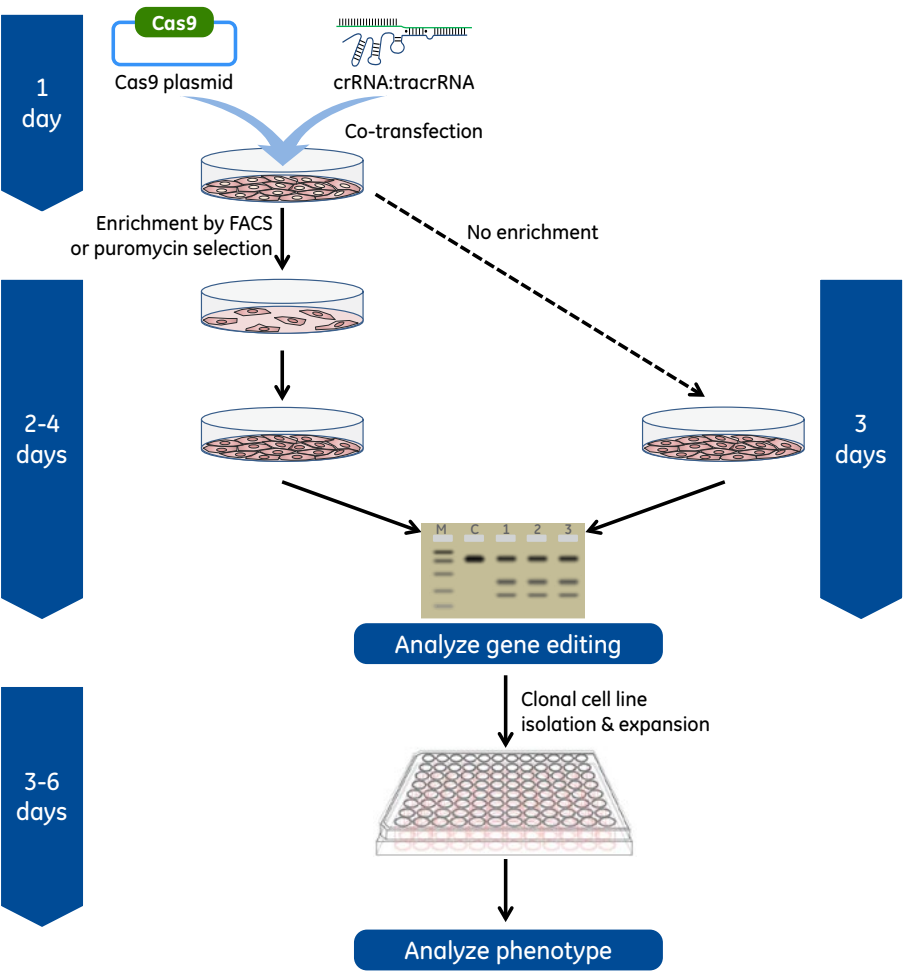 Cas9
Cas9 plasmid
crRNA:tracrRNA
1
day
Co-transfection
Enrichment by FACS
or puromycin selection
No enrichment
2-4
days
3
days
M C 1 2 3
Analyze gene editing
Clonal cell line
isolation & expansion
3-6
days
Analyze phenotype